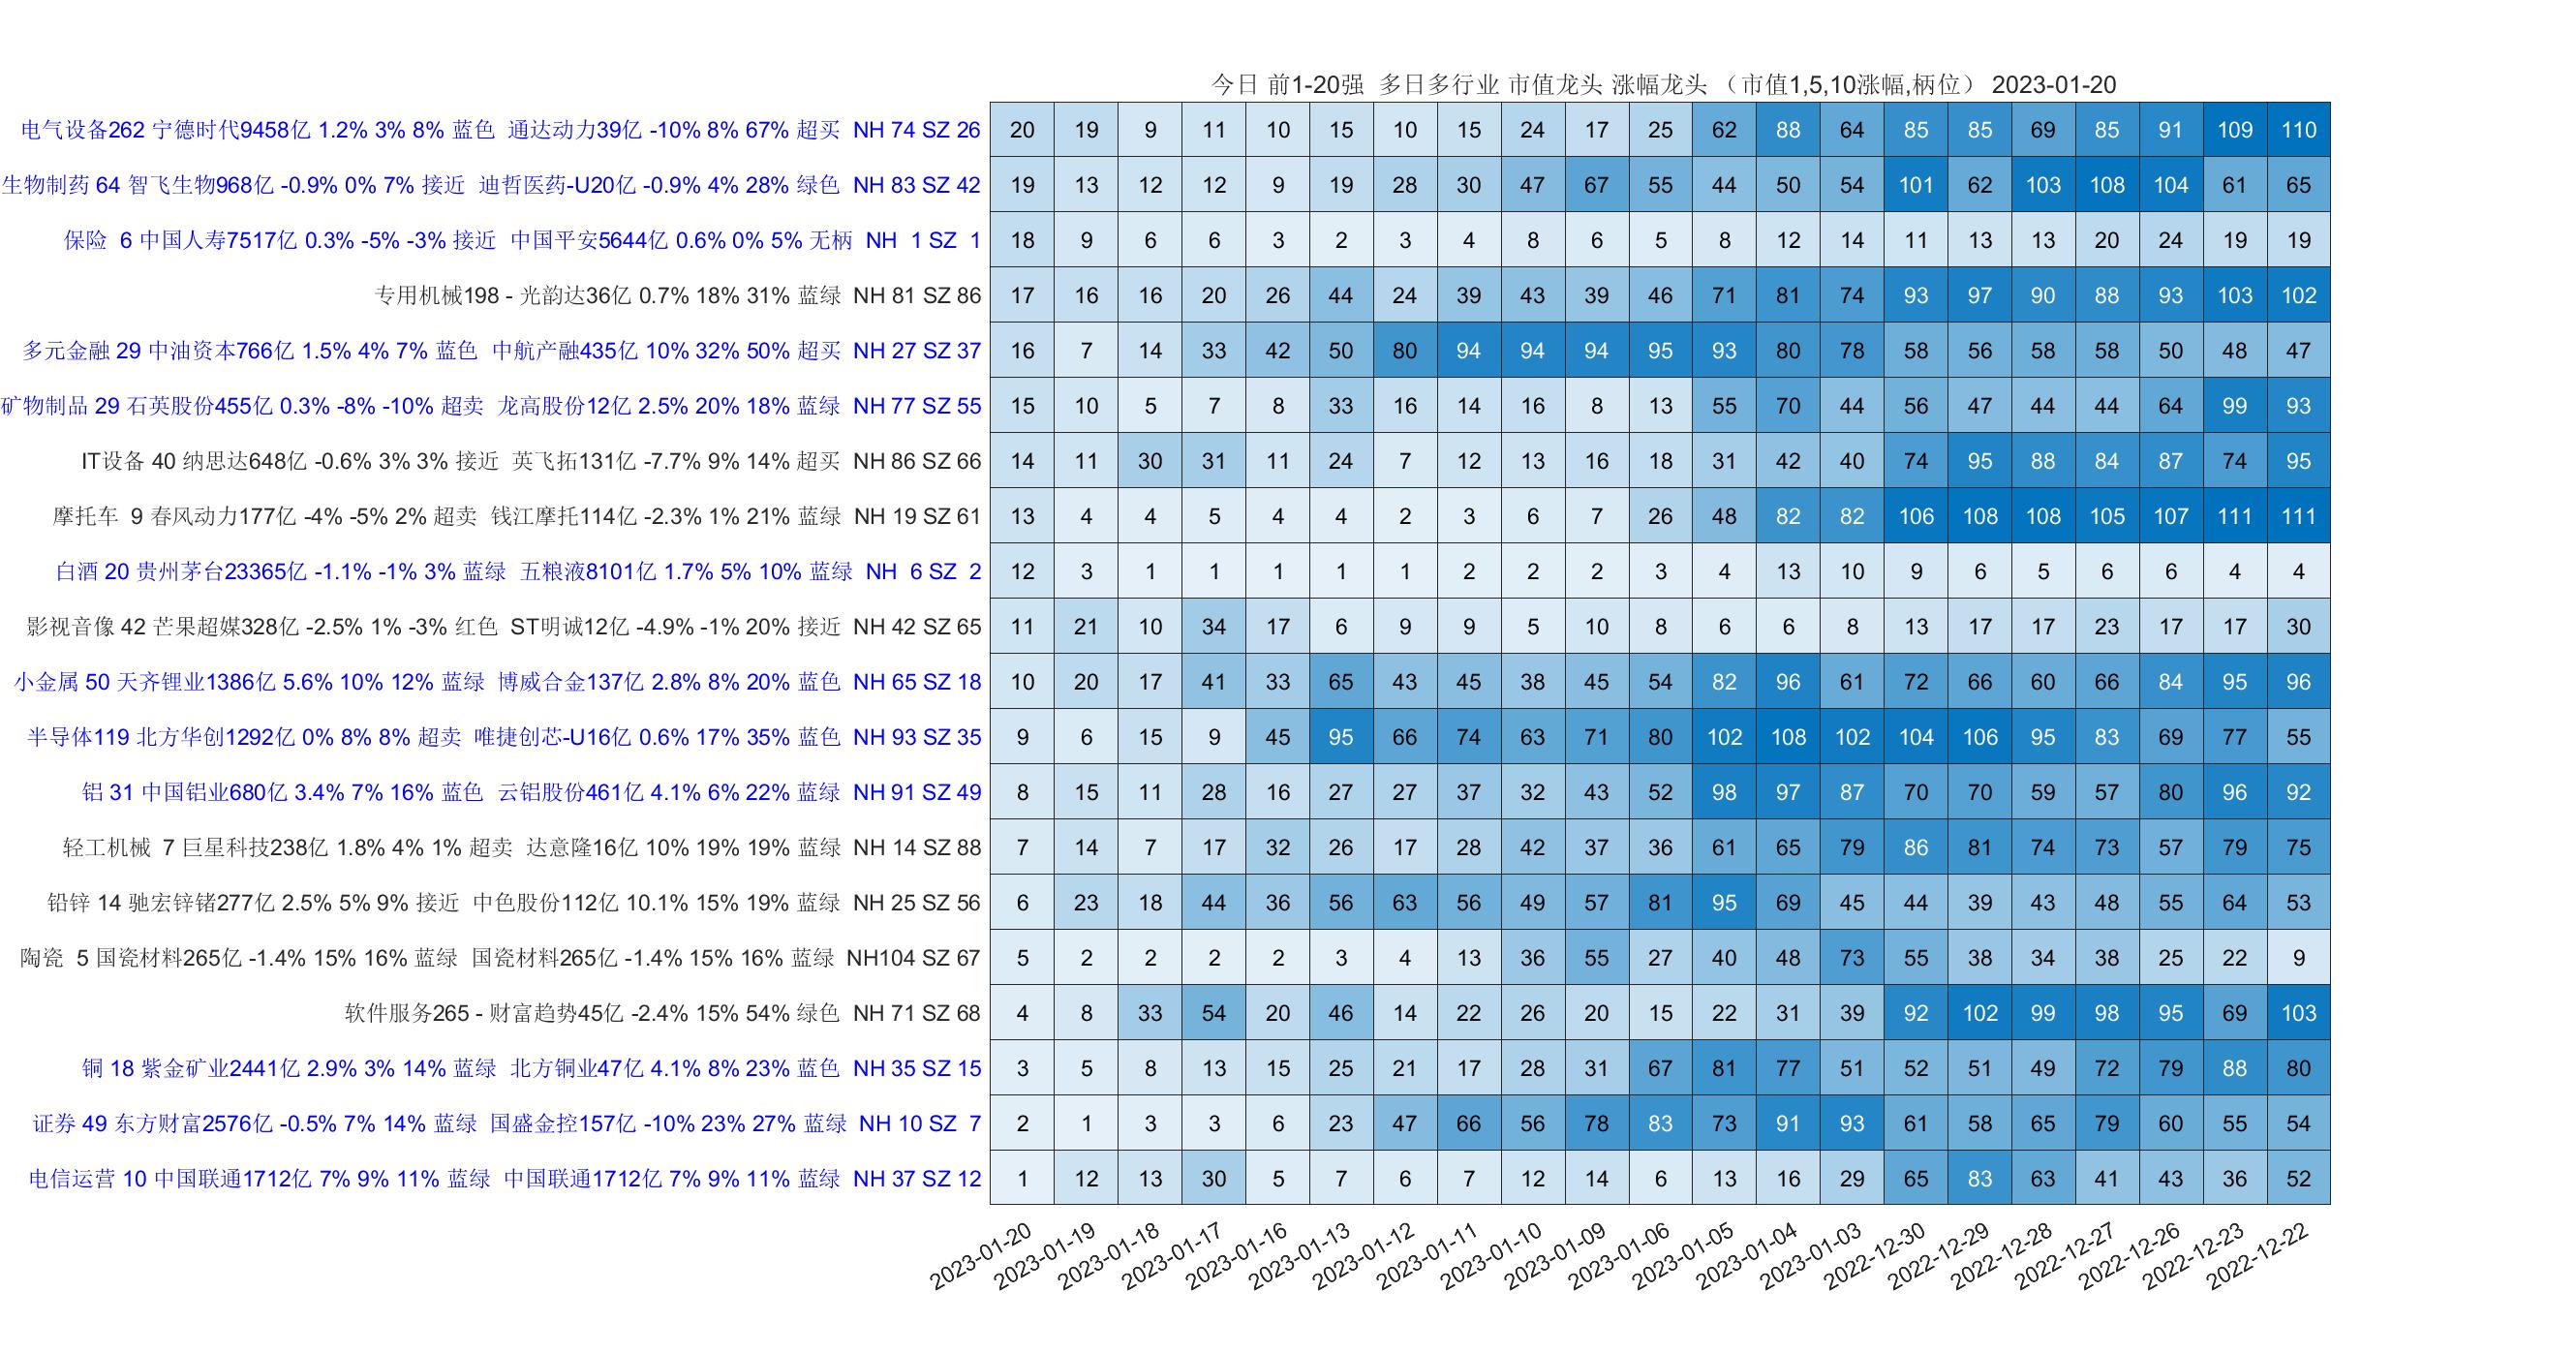 今日 前1-20强 多日多行业 市值龙头 涨幅龙头 （市值1,5,10涨幅,柄位） 2023-01-20
电气设备262 宁德时代9458亿 1.2% 3% 8% 蓝色 通达动力39亿 -10% 8% 67% 超买 NH 74 SZ 26 20 19 9 11 10 15 10 15 24 17 25 62 88 64 85 85 69 85 91 109 110
生物制药 64 智飞生物968亿 -0.9% 0% 7% 接近 迪哲医药-U20亿 -0.9% 4% 28% 绿色 NH 83 SZ 42 19 13 12 12 9 19 28 30 47 67 55 44 50 54 101 62 103 108 104 61 65
保险 6 中国人寿7517亿 0.3% -5% -3% 接近 中国平安5644亿 0.6% 0% 5% 无柄 NH 1 SZ 1 18 9 6 6 3 2 3 4 8 6 5 8 12 14 11 13 13 20 24 19 19
专用机械198 - 光韵达36亿 0.7% 18% 31% 蓝绿 NH 81 SZ 86 17 16 16 20 26 44 24 39 43 39 46 71 81 74 93 97 90 88 93 103 102
多元金融 29 中油资本766亿 1.5% 4% 7% 蓝色 中航产融435亿 10% 32% 50% 超买 NH 27 SZ 37 16 7 14 33 42 50 80 94 94 94 95 93 80 78 58 56 58 58 50 48 47
矿物制品 29 石英股份455亿 0.3% -8% -10% 超卖 龙高股份12亿 2.5% 20% 18% 蓝绿 NH 77 SZ 55 15 10 5 7 8 33 16 14 16 8 13 55 70 44 56 47 44 44 64 99 93
IT设备 40 纳思达648亿 -0.6% 3% 3% 接近 英飞拓131亿 -7.7% 9% 14% 超买 NH 86 SZ 66 14 11 30 31 11 24 7 12 13 16 18 31 42 40 74 95 88 84 87 74 95
摩托车 9 春风动力177亿 -4% -5% 2% 超卖 钱江摩托114亿 -2.3% 1% 21% 蓝绿 NH 19 SZ 61 13 4 4 5 4 4 2 3 6 7 26 48 82 82 106 108 108 105 107 111 111
白酒 20 贵州茅台23365亿 -1.1% -1% 3% 蓝绿 五粮液8101亿 1.7% 5% 10% 蓝绿 NH 6 SZ 2 12 3 1 1 1 1 1 2 2 2 3 4 13 10 9 6 5 6 6 4 4
影视音像 42 芒果超媒328亿 -2.5% 1% -3% 红色 ST明诚12亿 -4.9% -1% 20% 接近 NH 42 SZ 65 11 21 10 34 17 6 9 9 5 10 8 6 6 8 13 17 17 23 17 17 30
小金属 50 天齐锂业1386亿 5.6% 10% 12% 蓝绿 博威合金137亿 2.8% 8% 20% 蓝色 NH 65 SZ 18 10 20 17 41 33 65 43 45 38 45 54 82 96 61 72 66 60 66 84 95 96
半导体119 北方华创1292亿 0% 8% 8% 超卖 唯捷创芯-U16亿 0.6% 17% 35% 蓝色 NH 93 SZ 35 9 6 15 9 45 95 66 74 63 71 80 102 108 102 104 106 95 83 69 77 55
铝 31 中国铝业680亿 3.4% 7% 16% 蓝色 云铝股份461亿 4.1% 6% 22% 蓝绿 NH 91 SZ 49 8 15 11 28 16 27 27 37 32 43 52 98 97 87 70 70 59 57 80 96 92
轻工机械 7 巨星科技238亿 1.8% 4% 1% 超卖 达意隆16亿 10% 19% 19% 蓝绿 NH 14 SZ 88 7 14 7 17 32 26 17 28 42 37 36 61 65 79 86 81 74 73 57 79 75
铅锌 14 驰宏锌锗277亿 2.5% 5% 9% 接近 中色股份112亿 10.1% 15% 19% 蓝绿 NH 25 SZ 56 6 23 18 44 36 56 63 56 49 57 81 95 69 45 44 39 43 48 55 64 53
陶瓷 5 国瓷材料265亿 -1.4% 15% 16% 蓝绿 国瓷材料265亿 -1.4% 15% 16% 蓝绿 NH104 SZ 67 5 2 2 2 2 3 4 13 36 55 27 40 48 73 55 38 34 38 25 22 9
软件服务265 - 财富趋势45亿 -2.4% 15% 54% 绿色 NH 71 SZ 68 4 8 33 54 20 46 14 22 26 20 15 22 31 39 92 102 99 98 95 69 103
铜 18 紫金矿业2441亿 2.9% 3% 14% 蓝绿 北方铜业47亿 4.1% 8% 23% 蓝色 NH 35 SZ 15 3 5 8 13 15 25 21 17 28 31 67 81 77 51 52 51 49 72 79 88 80
证券 49 东方财富2576亿 -0.5% 7% 14% 蓝绿 国盛金控157亿 -10% 23% 27% 蓝绿 NH 10 SZ 7 2 1 3 3 6 23 47 66 56 78 83 73 91 93 61 58 65 79 60 55 54
电信运营 10 中国联通1712亿 7% 9% 11% 蓝绿 中国联通1712亿 7% 9% 11% 蓝绿 NH 37 SZ 12 1 12 13 30 5 7 6 7 12 14 6 13 16 29 65 83 63 41 43 36 52
2023-01-20 2023-01-19 2023-01-18 2023-01-17 2023-01-16 2023-01-13 2023-01-12 2023-01-11 2023-01-10 2023-01-09 2023-01-06 2023-01-05 2023-01-04 2023-01-03 2022-12-30 2022-12-29 2022-12-28 2022-12-27 2022-12-26 2022-12-23 2022-12-22